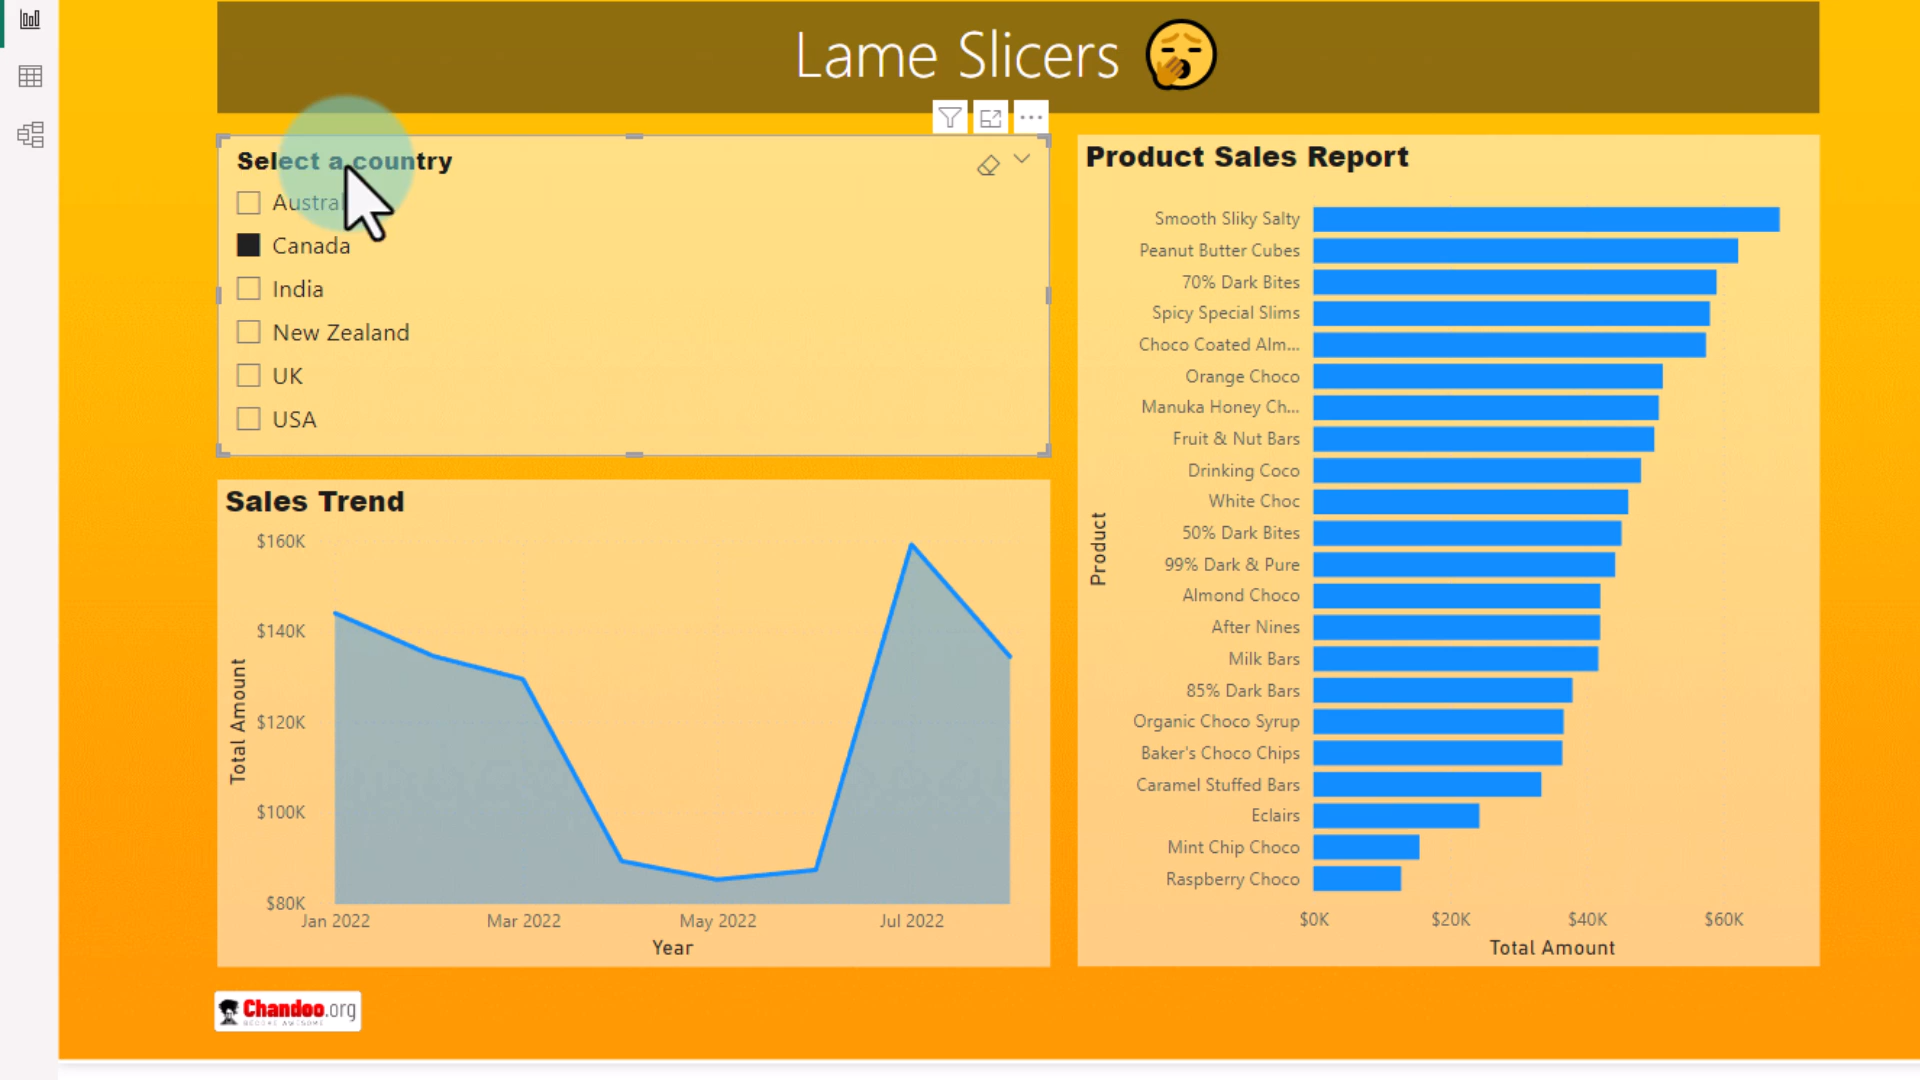 Lame Slicers
Select a country
Austral
Canada
India
New Zealand
UK
USA
Sales Trend
$160K
$140K
$120K
$100K
$80K
Total Amount
Jan 2022
Mar 2022
May 2022
Jul 2022
Year
Product Sales Report
Smooth Sliky Salty
Peanut Butter Cubes
70% Dark Bites
Spicy Special Slims
Choco Coated Alm...
Orange Choco
Manuka Honey Ch...
Fruit & Nut Bars
Drinking Coco
White Choc
50% Dark Bites
99% Dark & Pure
Almond Choco
After Nines
Milk Bars
85% Dark Bars
Organic Choco Syrup
Baker's Choco Chips
Caramel Stuffed Bars
Eclairs
Mint Chip Choco
Raspberry Choco
Product
$0K
$20K
$40K
$60K
Total Amount
Chandoo.org
BECOME AWESOME